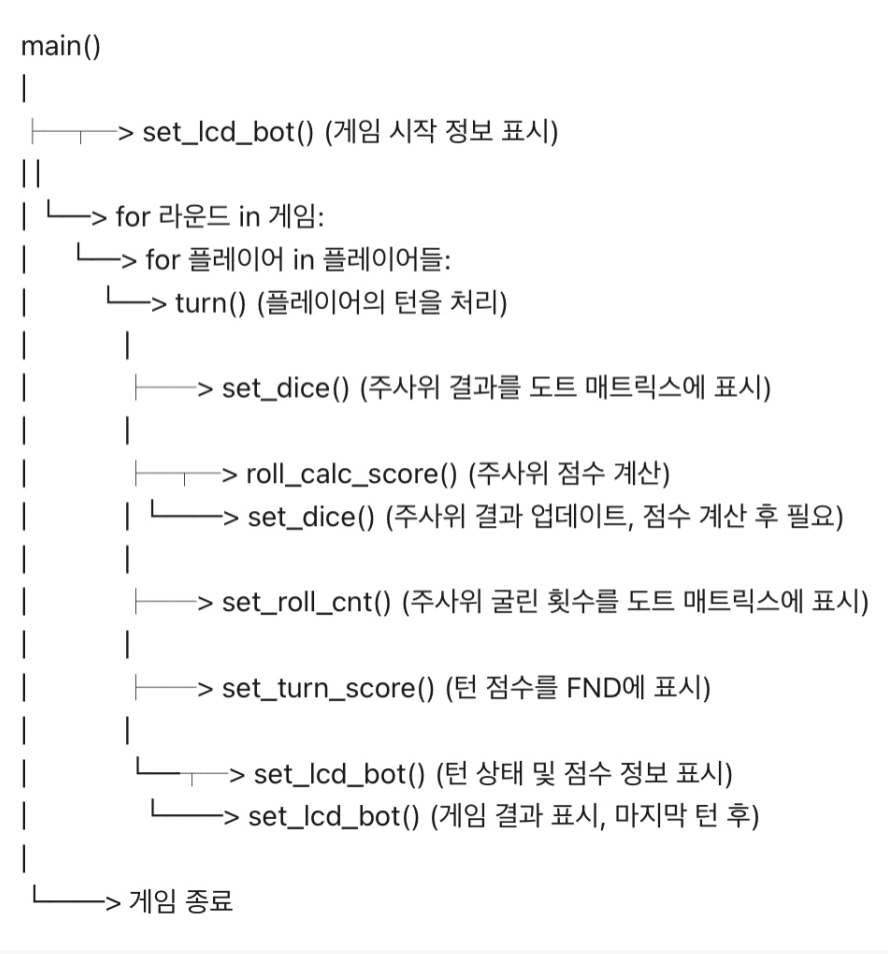 main()
|
├─┬─> set_lcd_bot() (게임 시작 정보 표시)
| |
| └─> for 라운드 in 게임:
| └─> for 플레이어 in 플레이어들:
| └─> turn() (플레이어의 턴을 처리)
| |
| ├──> set_dice() (주사위 결과를 도트 매트릭스에 표시)
| |
| ├─┬─> roll_calc_score() (주사위 점수 계산)
| | └──> set_dice() (주사위 결과 업데이트, 점수 계산 후 필요)
| |
| ├──> set_roll_cnt() (주사위 굴린 횟수를 도트 매트릭스에 표시)
| |
| ├──> set_turn_score() (턴 점수를 FND에 표시)
| |
| └─┬─> set_lcd_bot() (턴 상태 및 점수 정보 표시)
| └──> set_lcd_bot() (게임 결과 표시, 마지막 턴 후)
|
└──> 게임 종료